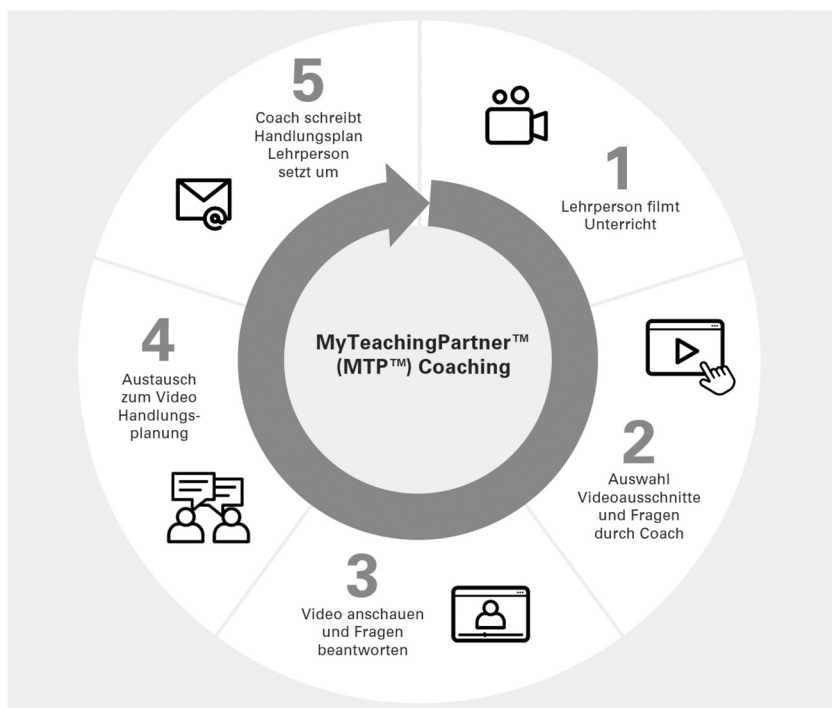 5
Coach schreibt
Handlungsplan
Lehrperson
setzt um
1
Lehrperson filmt
Unterricht
MyTeachingPartner™
(MTP™) Coaching
4
Austausch
zum Video
Handlungs-
planung
2
Auswahl
Videoausschnitte
und Fragen
durch Coach
3
Video anschauen
und Fragen
beantworten